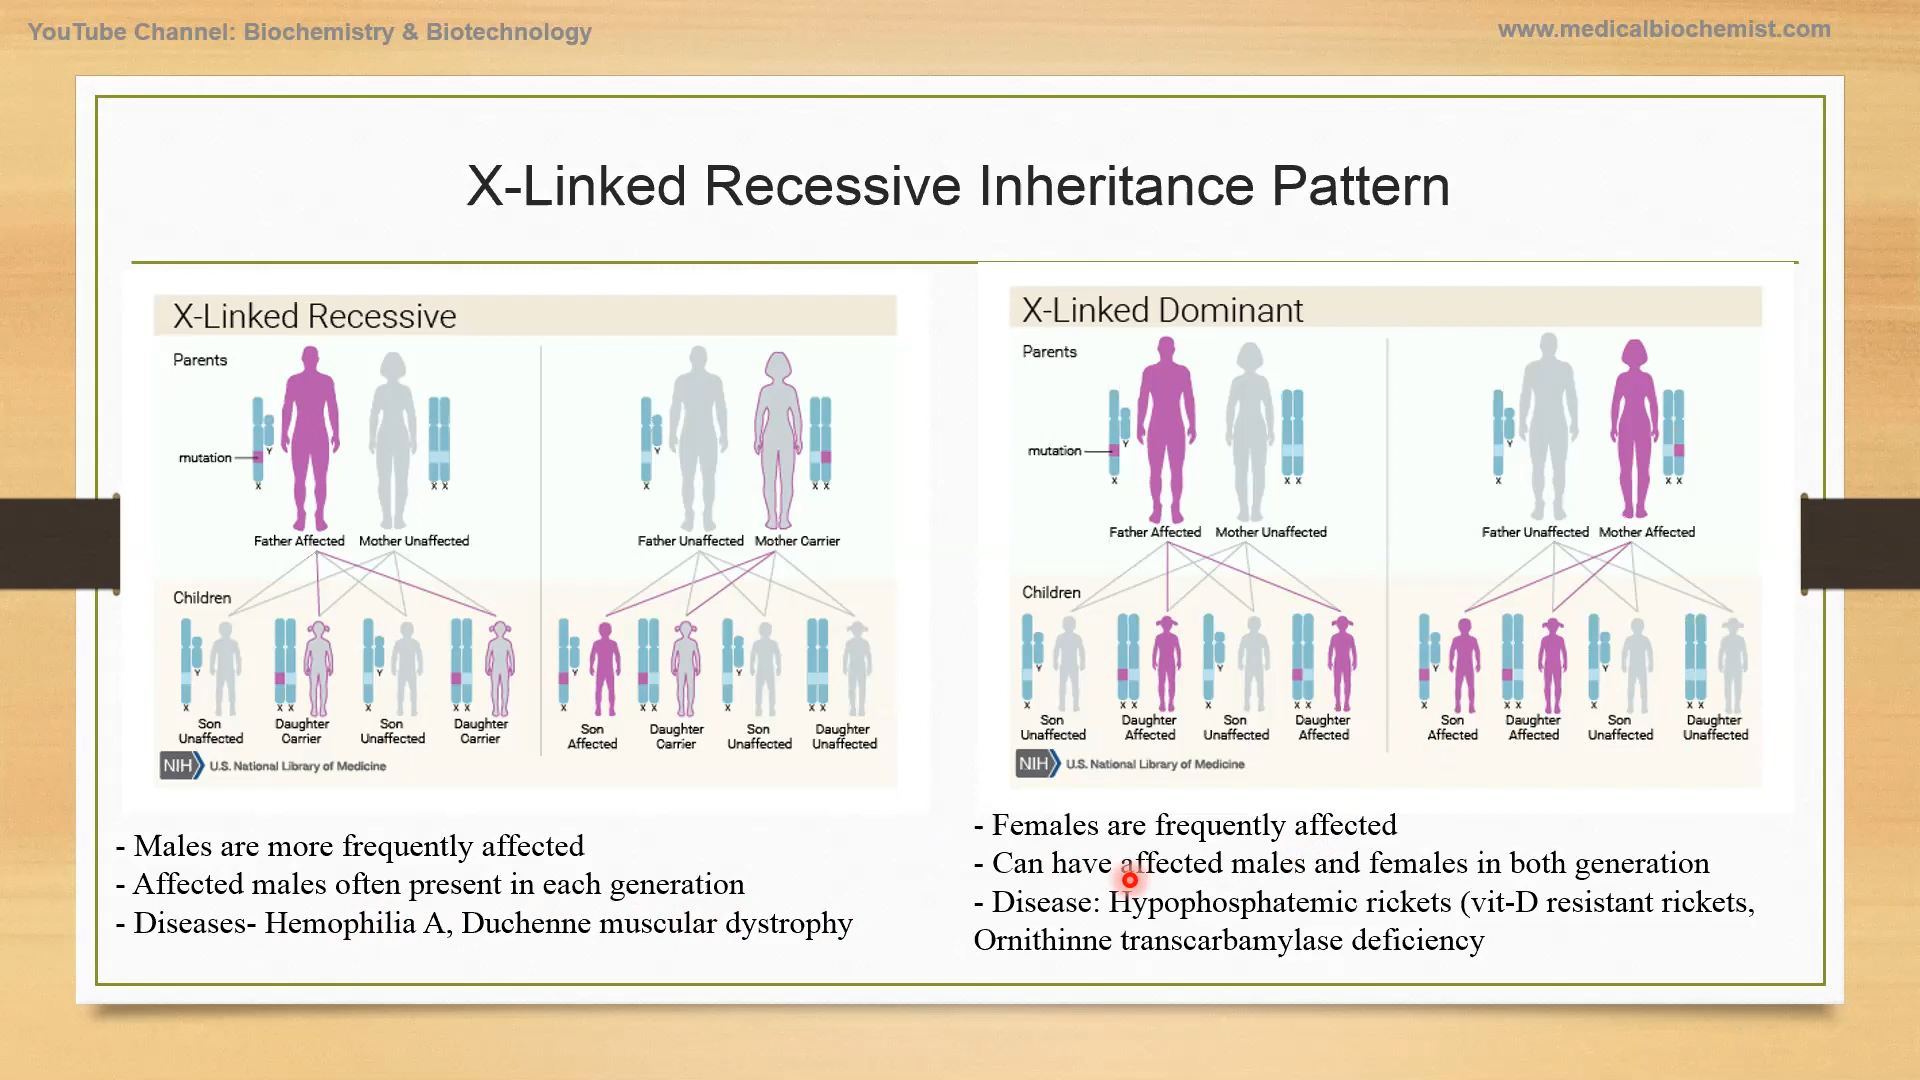 YouTube Channel: Biochemistry & Biotechnology
www.medicalbiochemist.com
X-Linked Recessive Inheritance Pattern
X-Linked Recessive
Parents
mutation
Y
X
X X
Father Affected
Mother Unaffected
Y
X
X X
Father Unaffected
Mother Carrier
Children
Y
X
Son
Unaffected
X X
Daughter
Carrier
Y
X
Son
Unaffected
X X
Daughter
Carrier
Y
X
Son
Affected
X X
Daughter
Carrier
Y
X
Son
Unaffected
X X
Daughter
Unaffected
NIH U.S. National Library of Medicine
- Males are more frequently affected
- Affected males often present in each generation
- Diseases- Hemophilia A, Duchenne muscular dystrophy
X-Linked Dominant
Parents
mutation
Y
X
X X
Father Affected
Mother Unaffected
Y
X
X X
Father Unaffected
Mother Affected
Children
Y
X
Son
Unaffected
X X
Daughter
Affected
Y
X
Son
Unaffected
X X
Daughter
Affected
Y
X
Son
Affected
X X
Daughter
Affected
Y
X
Son
Unaffected
X X
Daughter
Unaffected
NIH U.S. National Library of Medicine
- Females are frequently affected
- Can have affected males and females in both generation
- Disease: Hypophosphatemic rickets (vit-D resistant rickets,
Ornithinne transcarbamylase deficiency